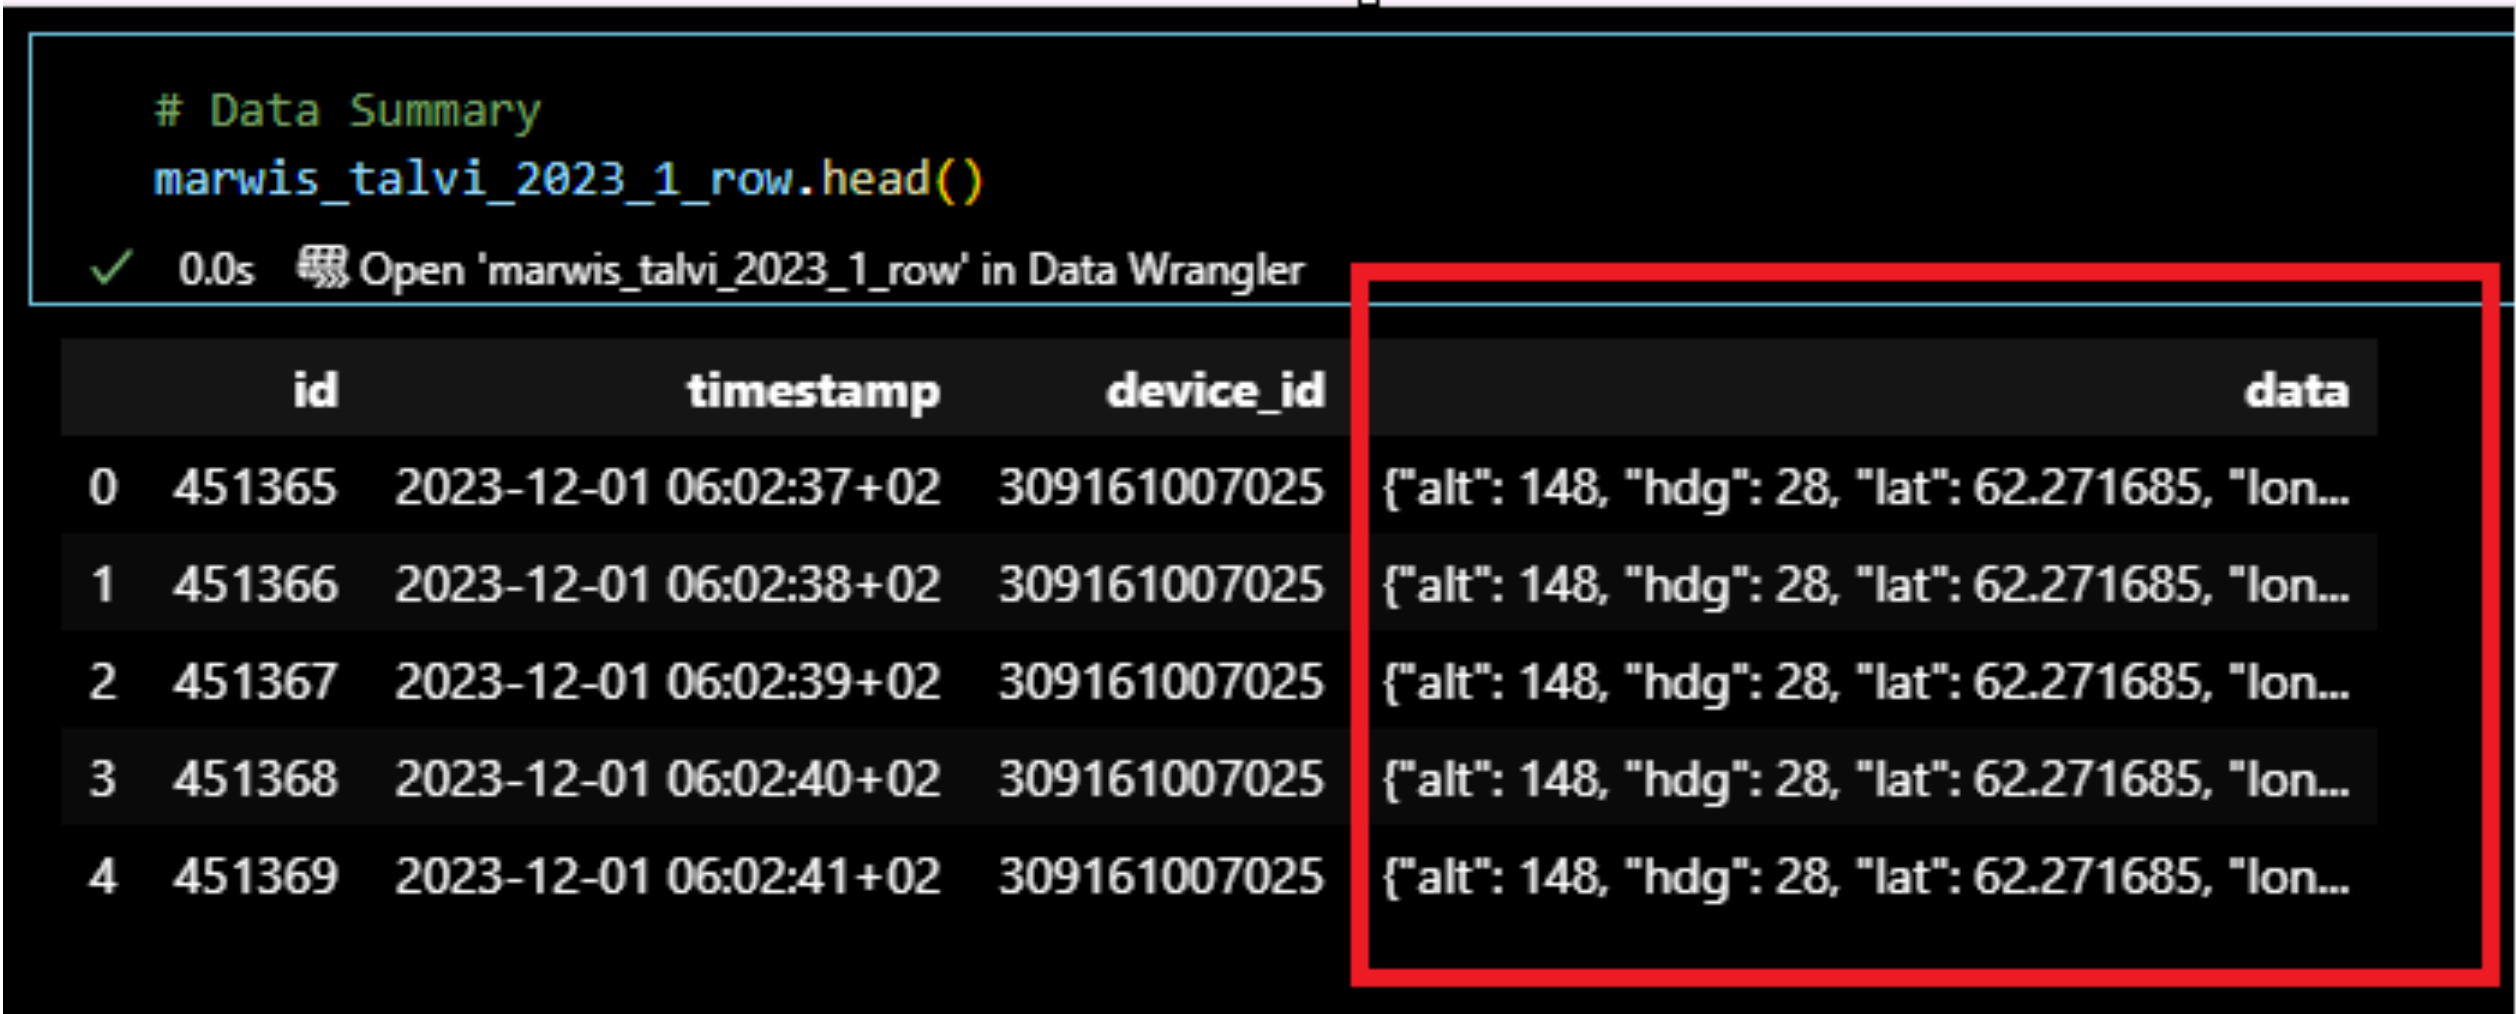 # Data Summary
marwis_talvi_2023_1_row.head()
0.0s Open 'marwis_talvi_2023_1_row' in Data Wrangler
id timestamp device_id data
0 451365 2023-12-01 06:02:37+02 309161007025 {"alt": 148, "hdg": 28, "lat": 62.271685, "lon...
1 451366 2023-12-01 06:02:38+02 309161007025 {"alt": 148, "hdg": 28, "lat": 62.271685, "lon...
2 451367 2023-12-01 06:02:39+02 309161007025 {"alt": 148, "hdg": 28, "lat": 62.271685, "lon...
3 451368 2023-12-01 06:02:40+02 309161007025 {"alt": 148, "hdg": 28, "lat": 62.271685, "lon...
4 451369 2023-12-01 06:02:41+02 309161007025 {"alt": 148, "hdg": 28, "lat": 62.271685, "lon...